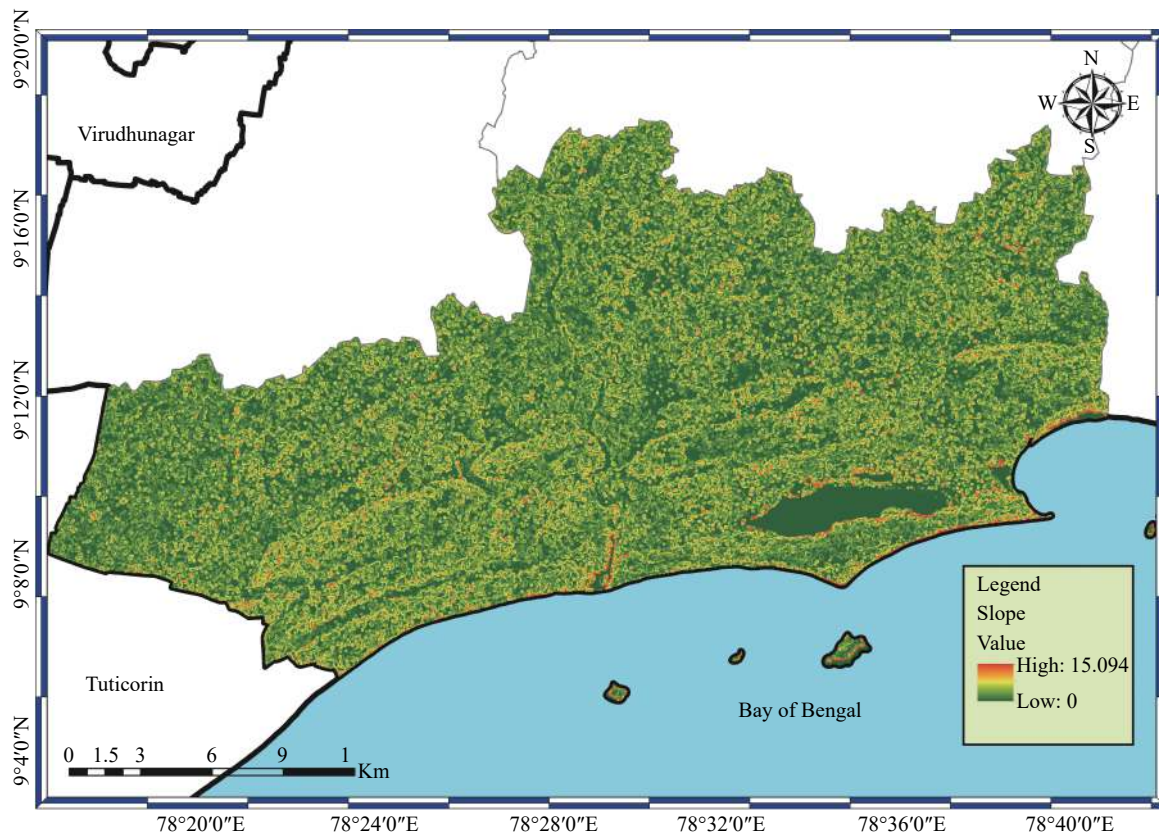 9°20′0″N
N
W
E
S
Virudhunagar
9°16′0″N
9°12′0″N
9°8′0″N
Legend
Slope
Value
High: 15.094
Low: 0
Tuticorin
Bay of Bengal
9°4′0″N
0 1.5 3 6 9 1
Km
78°20′0″E 78°24′0″E 78°28′0″E 78°32′0″E 78°36′0″E 78°40′0″E